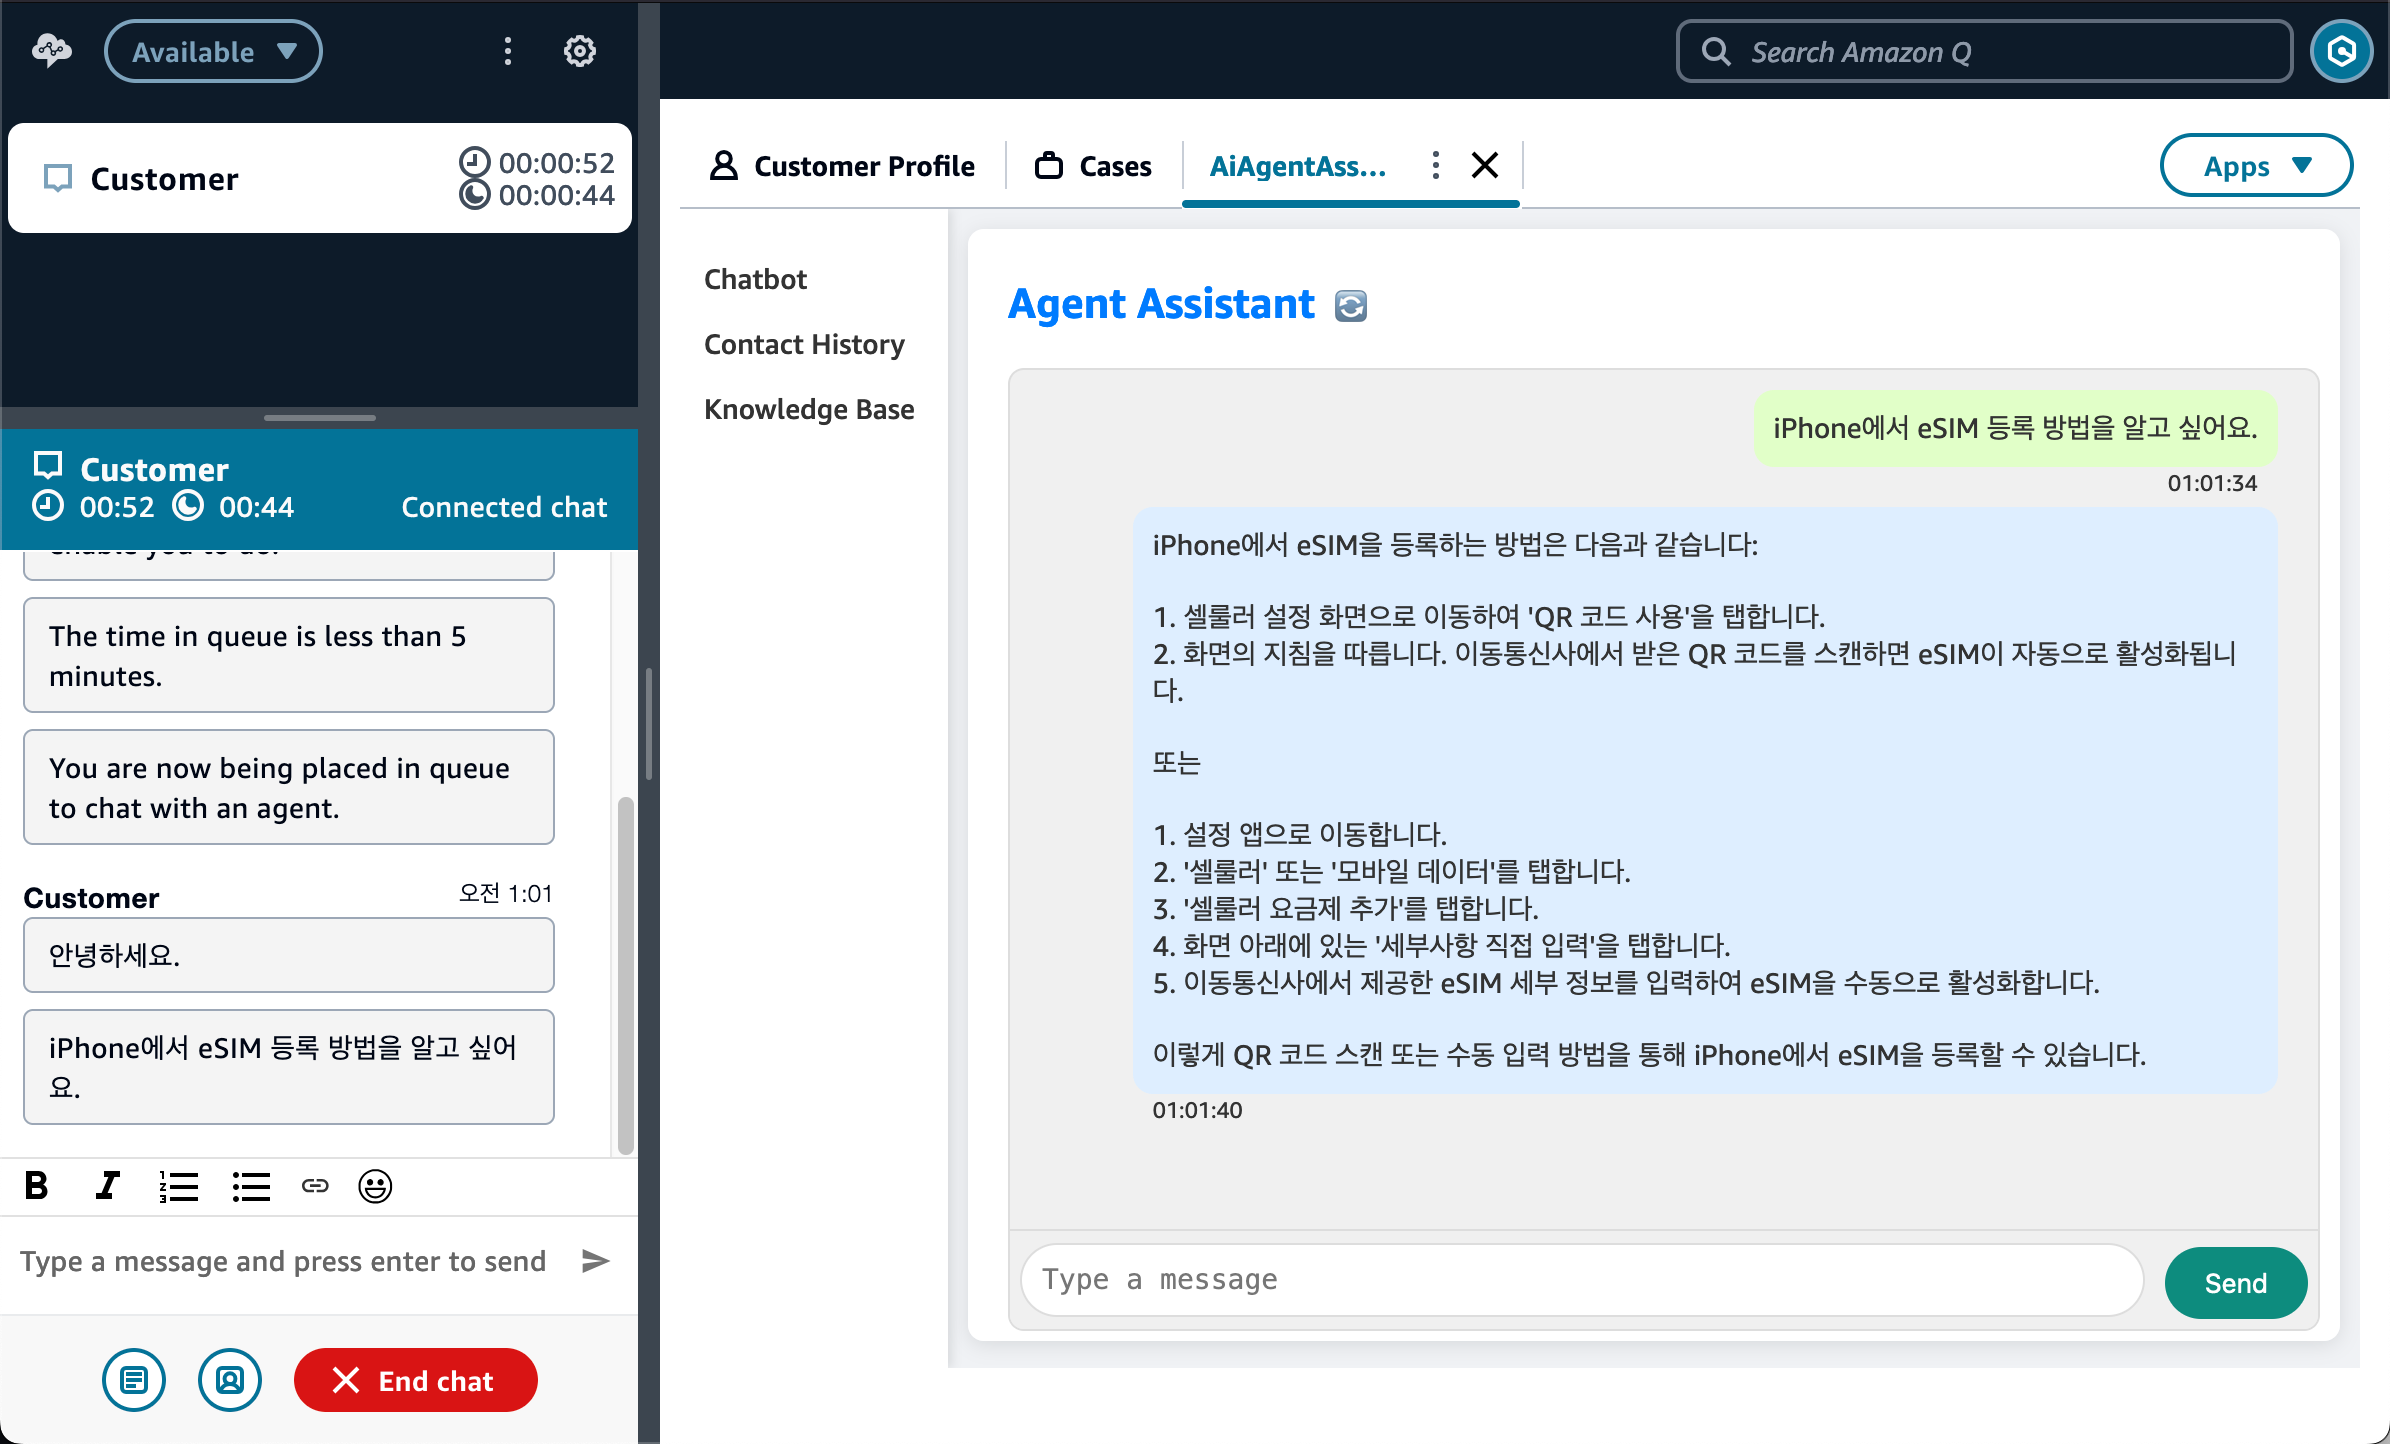 Available
Customer
00:00:52
00:00:44
Customer
00:52 00:44 Connected chat
enable you to do.
The time in queue is less than 5
minutes.
You are now being placed in queue
to chat with an agent.
Customer 오전 1:01
안녕하세요.
iPhone에서 eSIM 등록 방법을 알고 싶어
요.
Type a message and press enter to send
End chat
Search Amazon Q
Customer Profile
Cases
AiAgentAss...
Apps
Chatbot
Contact History
Knowledge Base
Agent Assistant
iPhone에서 eSIM 등록 방법을 알고 싶어요.
01:01:34
iPhone에서 eSIM을 등록하는 방법은 다음과 같습니다:
1. 셀룰러 설정 화면으로 이동하여 'QR 코드 사용'을 탭합니다.
2. 화면의 지침을 따릅니다. 이동통신사에서 받은 QR 코드를 스캔하면 eSIM이 자동으로 활성화됩니
다.
또는
1. 설정 앱으로 이동합니다.
2. '셀룰러' 또는 '모바일 데이터'를 탭합니다.
3. '셀룰러 요금제 추가'를 탭합니다.
4. 화면 아래에 있는 '세부사항 직접 입력'을 탭합니다.
5. 이동통신사에서 제공한 eSIM 세부 정보를 입력하여 eSIM을 수동으로 활성화합니다.
이렇게 QR 코드 스캔 또는 수동 입력 방법을 통해 iPhone에서 eSIM을 등록할 수 있습니다.
01:01:40
Type a message
Send